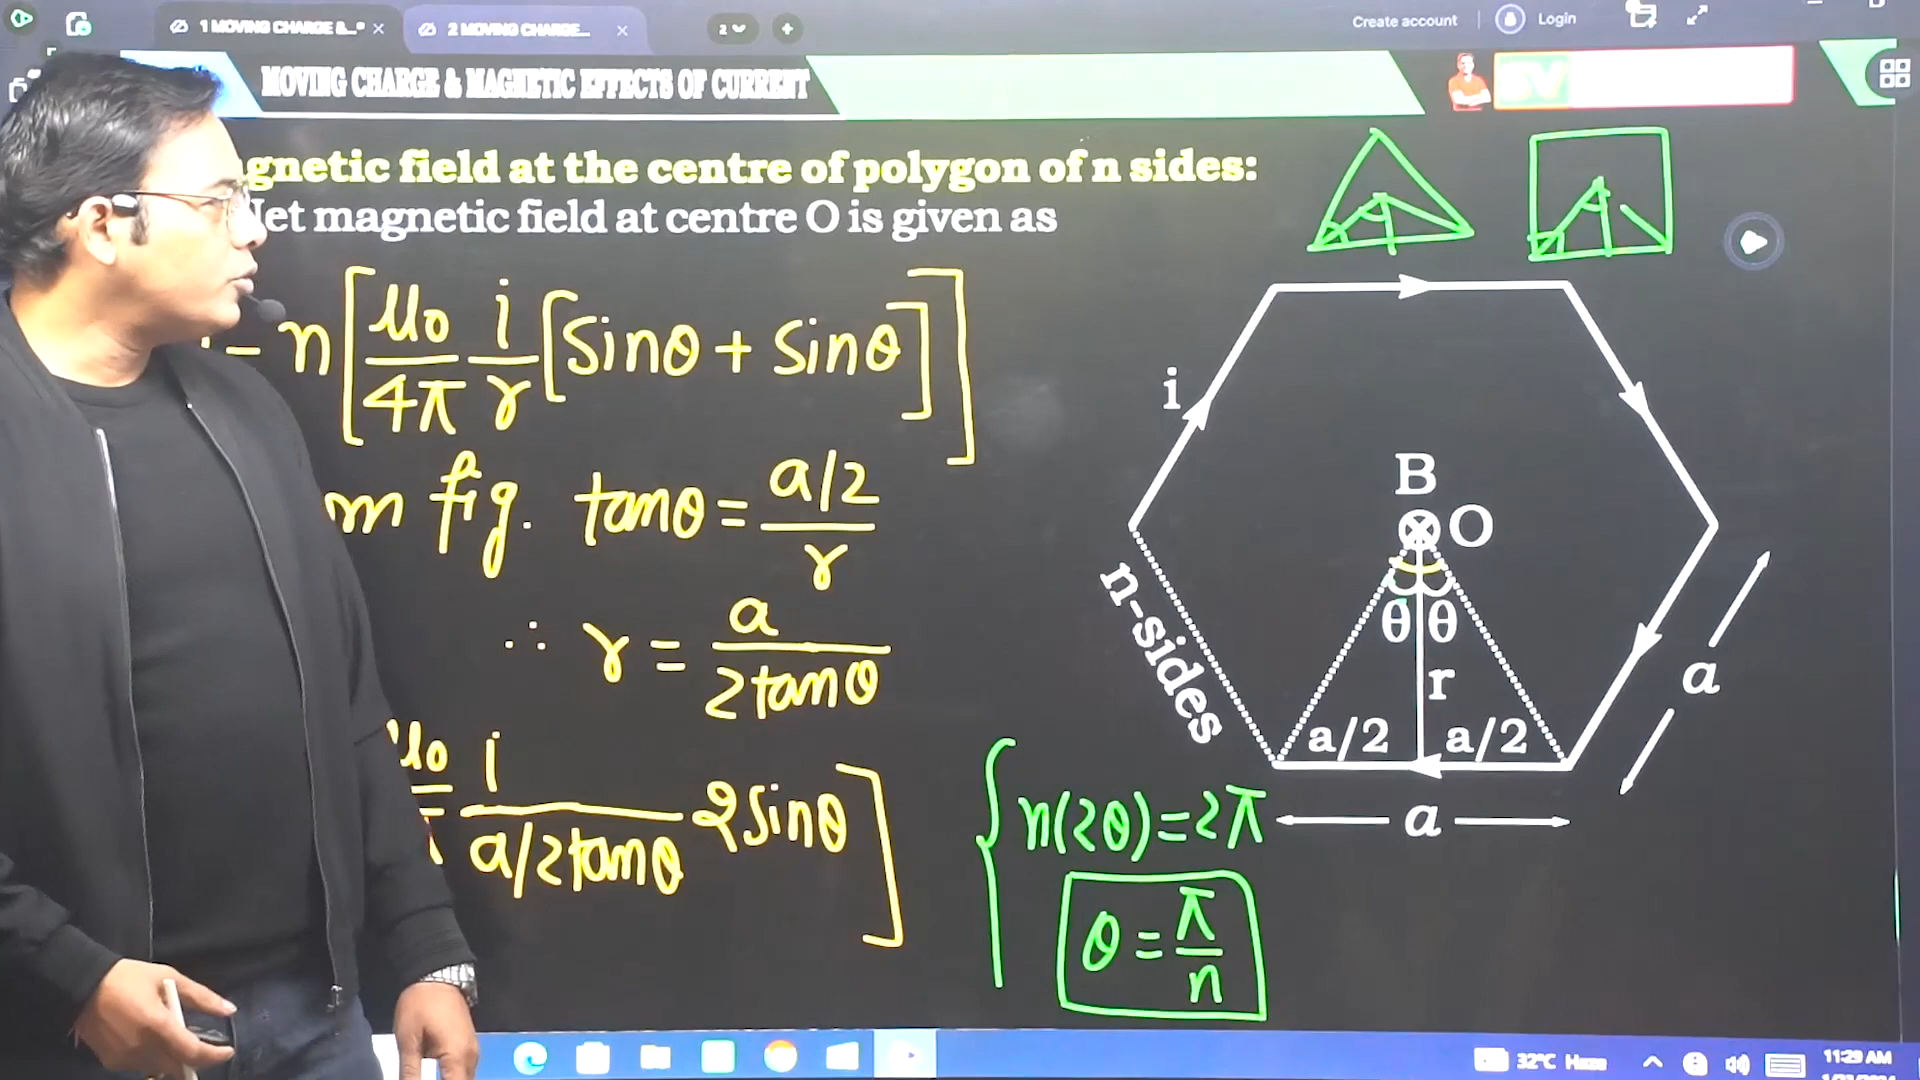 1 MOVING CHARGE &...*
2 MOVING CHARGE...
2
Create account
Login
MOVING CHARGE & MAGNETIC EFFECTS OF CURRENT
gnetic field at the centre of polygon of n sides:
Net magnetic field at centre O is given as
= n[μ0/4π i/r [Sinθ + Sinθ]]
m fig. tanθ = a/2 / r
∴ r = a / 2tanθ
μ0 i / a/2tanθ 2Sinθ]
n(2θ)=2π
θ = π/n
i
B
O
θ θ
r
a/2 a/2
a
a
n-sides
32°C Haze
11:29 AM